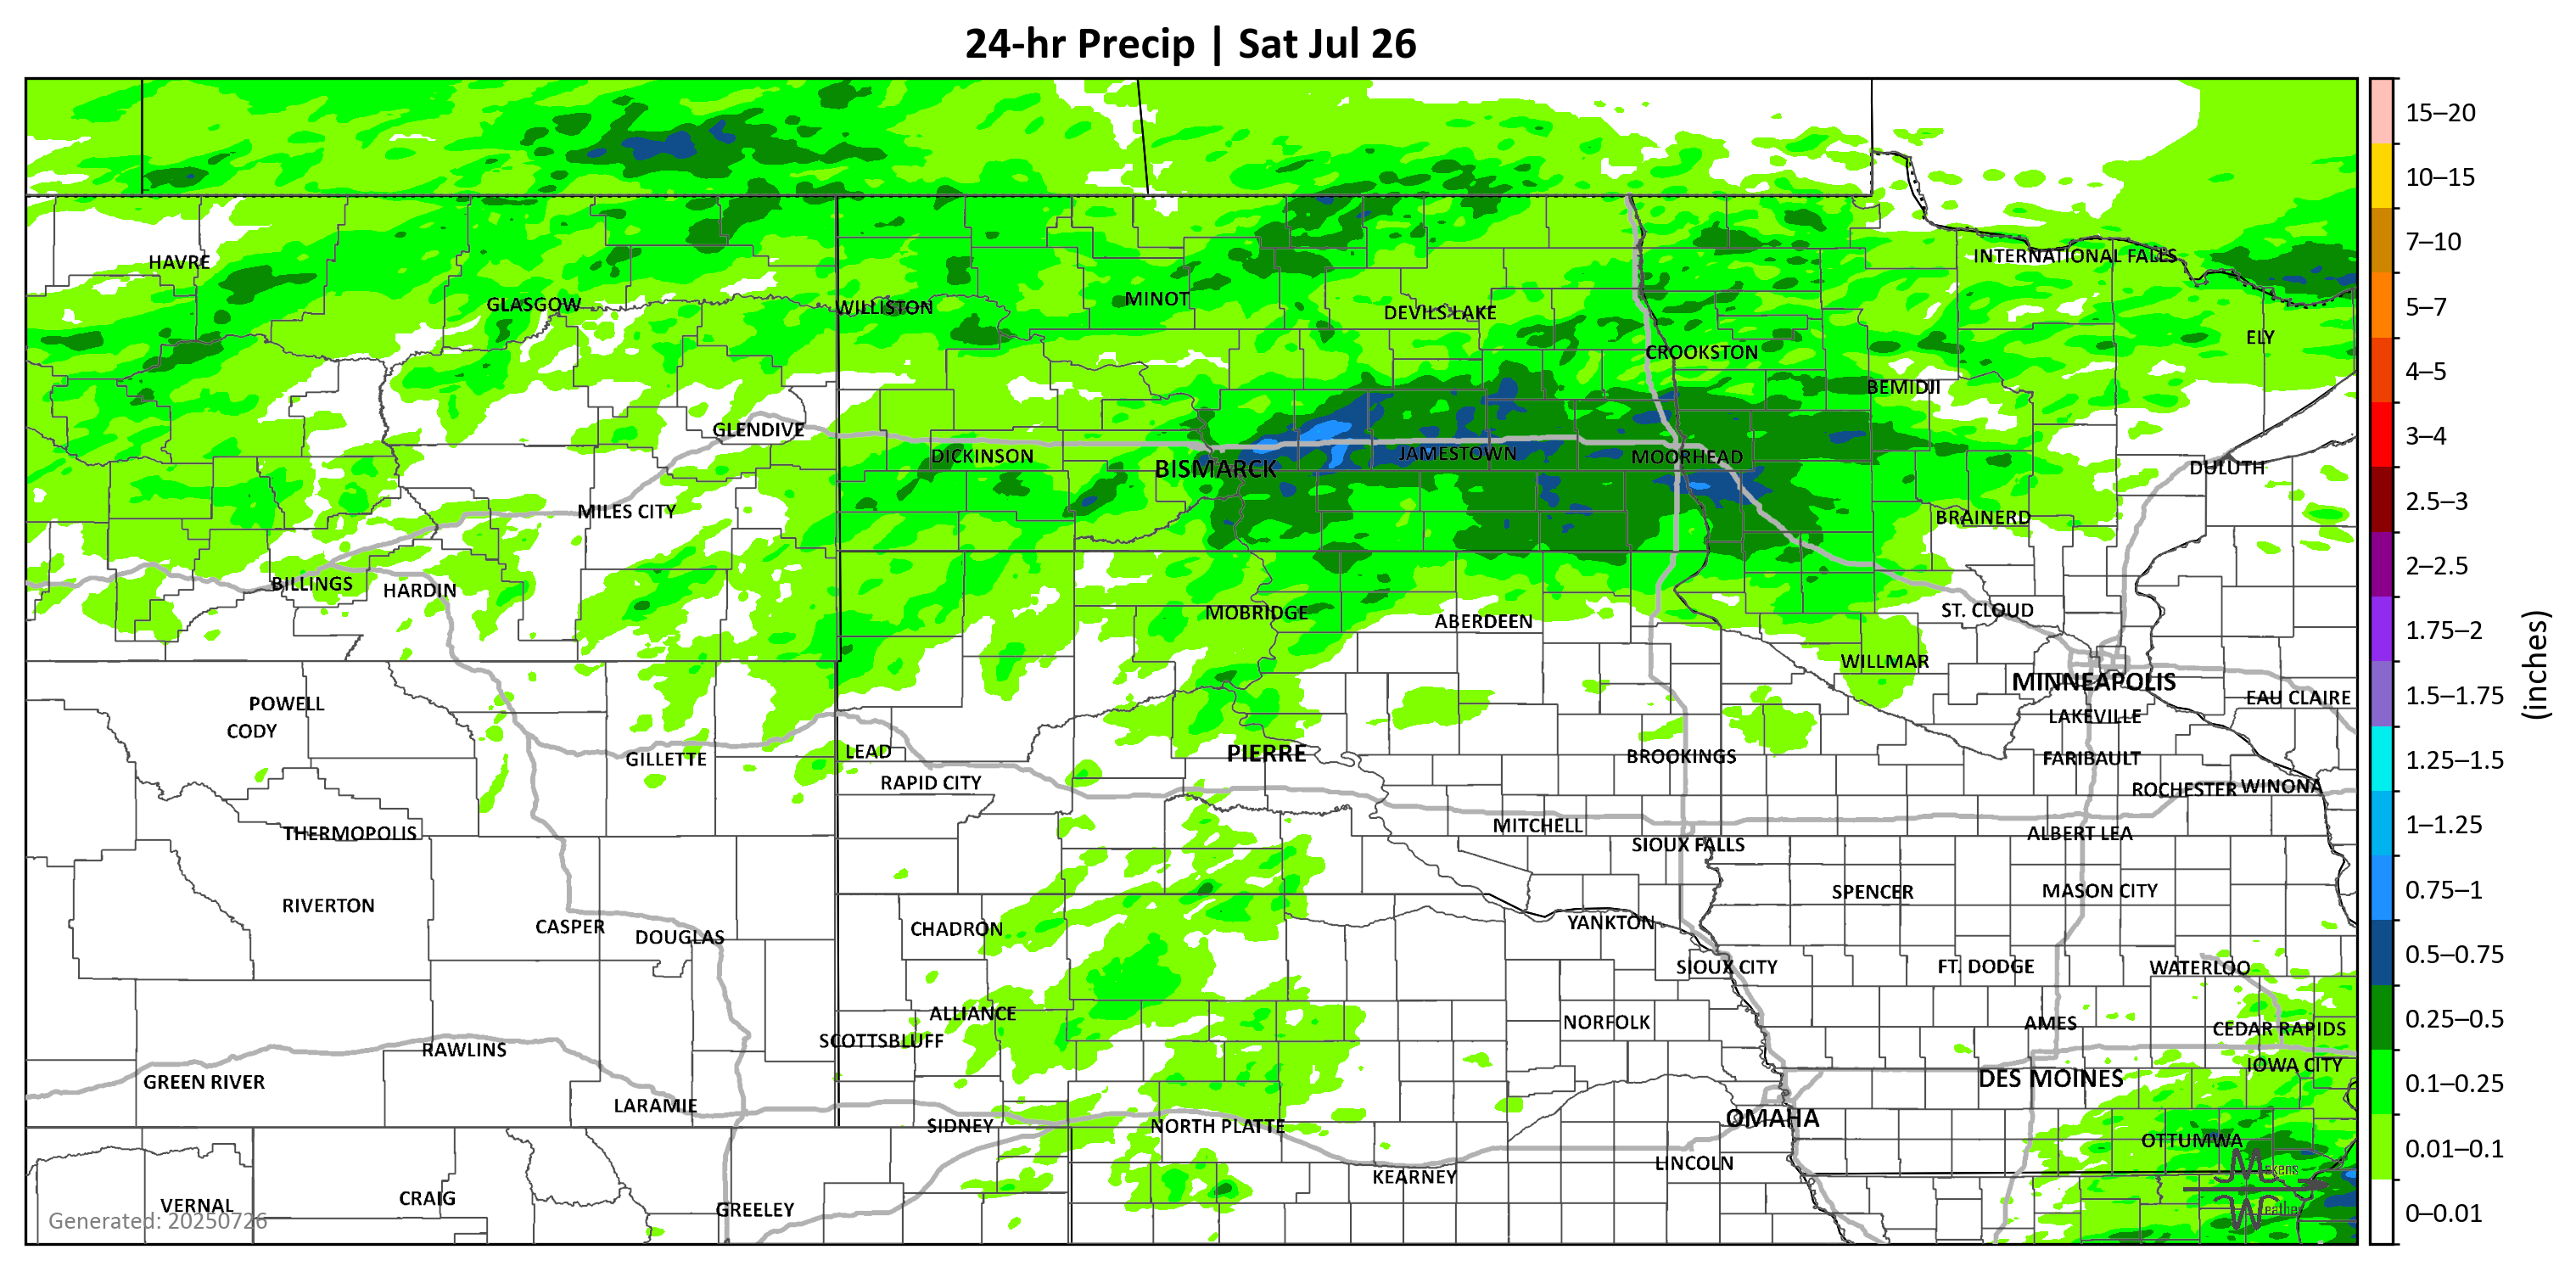 24-hr Precip | Sat Jul 26
15–20
10–15
HAVRE
7–10
INTERNATIONAL FALLS
GLASGOW
WILLISTON
MINOT
DEVILS LAKE
5–7
ELY
CROOKSTON
4–5
BEMIDJI
GLENDIVE
3–4
DICKINSON
BISMARCK
JAMESTOWN
MOORHEAD
DULUTH
2.5–3
MILES CITY
BRAINERD
2–2.5
BILLINGS
HARDIN
MOBRIDGE
ABERDEEN
ST. CLOUD
1.75–2
WILLMAR
MINNEAPOLIS
1.5–1.75
(inches)
POWELL
CODY
EAU CLAIRE
LAKEVILLE
LEAD
GILLETTE
PIERRE
BROOKINGS
FARIBAULT
1.25–1.5
RAPID CITY
ROCHESTER
WINONA
THERMOPOLIS
MITCHELL
SIOUX FALLS
ALBERT LEA
1–1.25
RIVERTON
SPENCER
MASON CITY
0.75–1
CASPER
DOUGLAS
CHADRON
YANKTON
SIOUX CITY
FT. DODGE
WATERLOO
0.5–0.75
ALLIANCE
SCOTTSBLUFF
NORFOLK
AMES
CEDAR RAPIDS
0.25–0.5
RAWLINS
GREEN RIVER
IOWA CITY
DES MOINES
0.1–0.25
LARAMIE
SIDNEY
NORTH PLATTE
OMAHA
OTTUMWA
0.01–0.1
LINCOLN
KEARNEY
VERNAL
CRAIG
GREELEY
Generated: 20250726
0–0.01